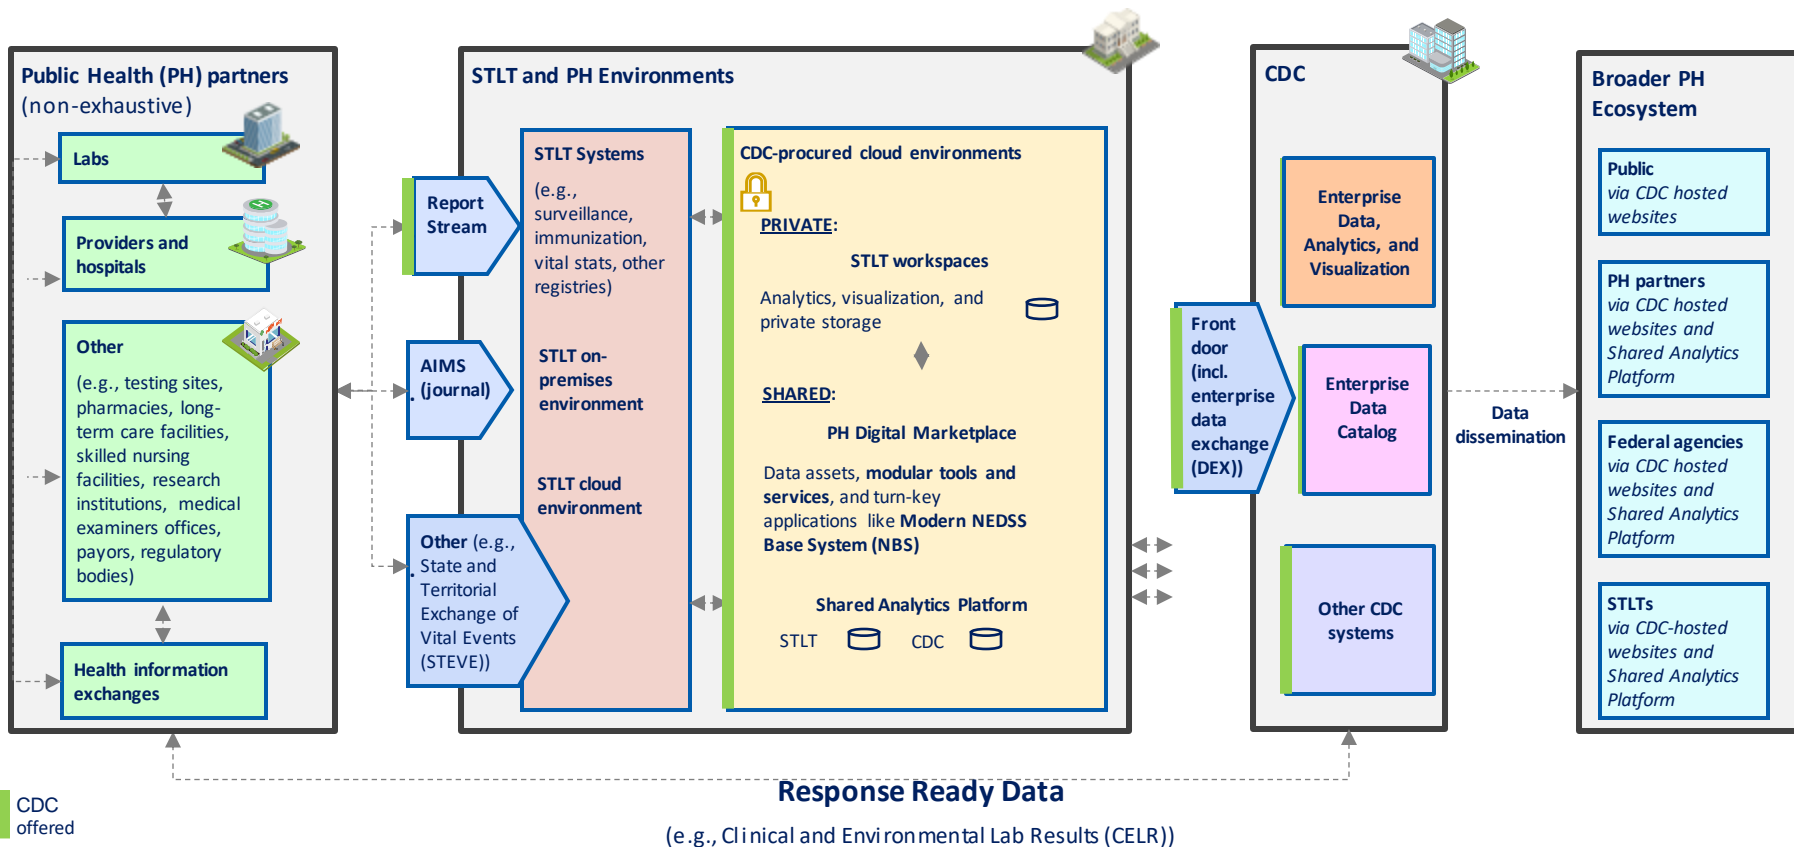 Public Health (PH) partners
(non-exhaustive)
Labs
Providers and
hospitals
Other
(e.g., testing sites,
pharmacies, long-
term care facilities,
skilled nursing
facilities, research
institutions, medical
examiners offices,
payors, regulatory
bodies)
Health information
exchanges
STLT and PH Environments
Report
Stream
AIMS
(journal)
Other (e.g.,
State and
Territorial
Exchange of
Vital Events
(STEVE))
STLT Systems
(e.g.,
surveillance,
immunization,
vital stats, other
registries)
STLT on-
premises
environment
STLT cloud
environment
CDC-procured cloud environments
PRIVATE:
STLT workspaces
Analytics, visualization, and
private storage
SHARED:
PH Digital Marketplace
Data assets, modular tools and
services, and turn-key
applications like Modern NEDSS
Base System (NBS)
Shared Analytics Platform
STLT
CDC
CDC
Front
door
(incl.
enterprise
data
exchange
(DEX))
Enterprise
Data,
Analytics, and
Visualization
Enterprise
Data
Catalog
Other CDC
systems
Data
dissemination
Broader PH
Ecosystem
Public
via CDC hosted
websites
PH partners
via CDC hosted
websites and
Shared Analytics
Platform
Federal agencies
via CDC hosted
websites and
Shared Analytics
Platform
STLTs
via CDC-hosted
websites and
Shared Analytics
Platform
Response Ready Data
(e.g., Clinical and Environmental Lab Results (CELR))
CDC
offered